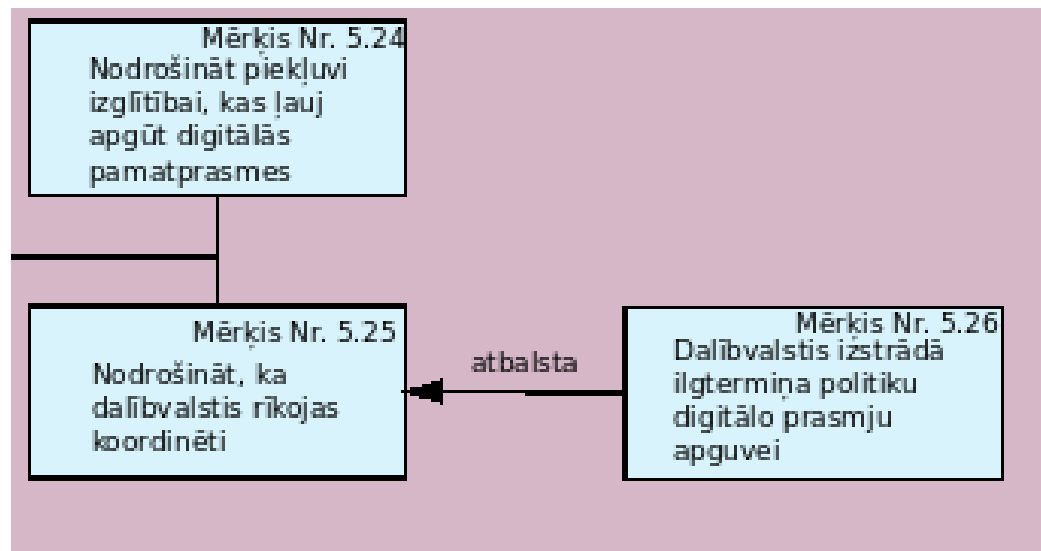 Mērķis Nr. 5.24
Nodrošināt piekļuvi
izglītībai, kas ļauj
apgūt digitālās
pamatprasmes
Mērķis Nr. 5.25
Nodrošināt, ka
dalībvalstis rīkojas
koordinēti
atbalsta
Mērķis Nr. 5.26
Dalībvalstis izstrādā
ilgtermiņa politiku
digitālo prasmju
apguvei